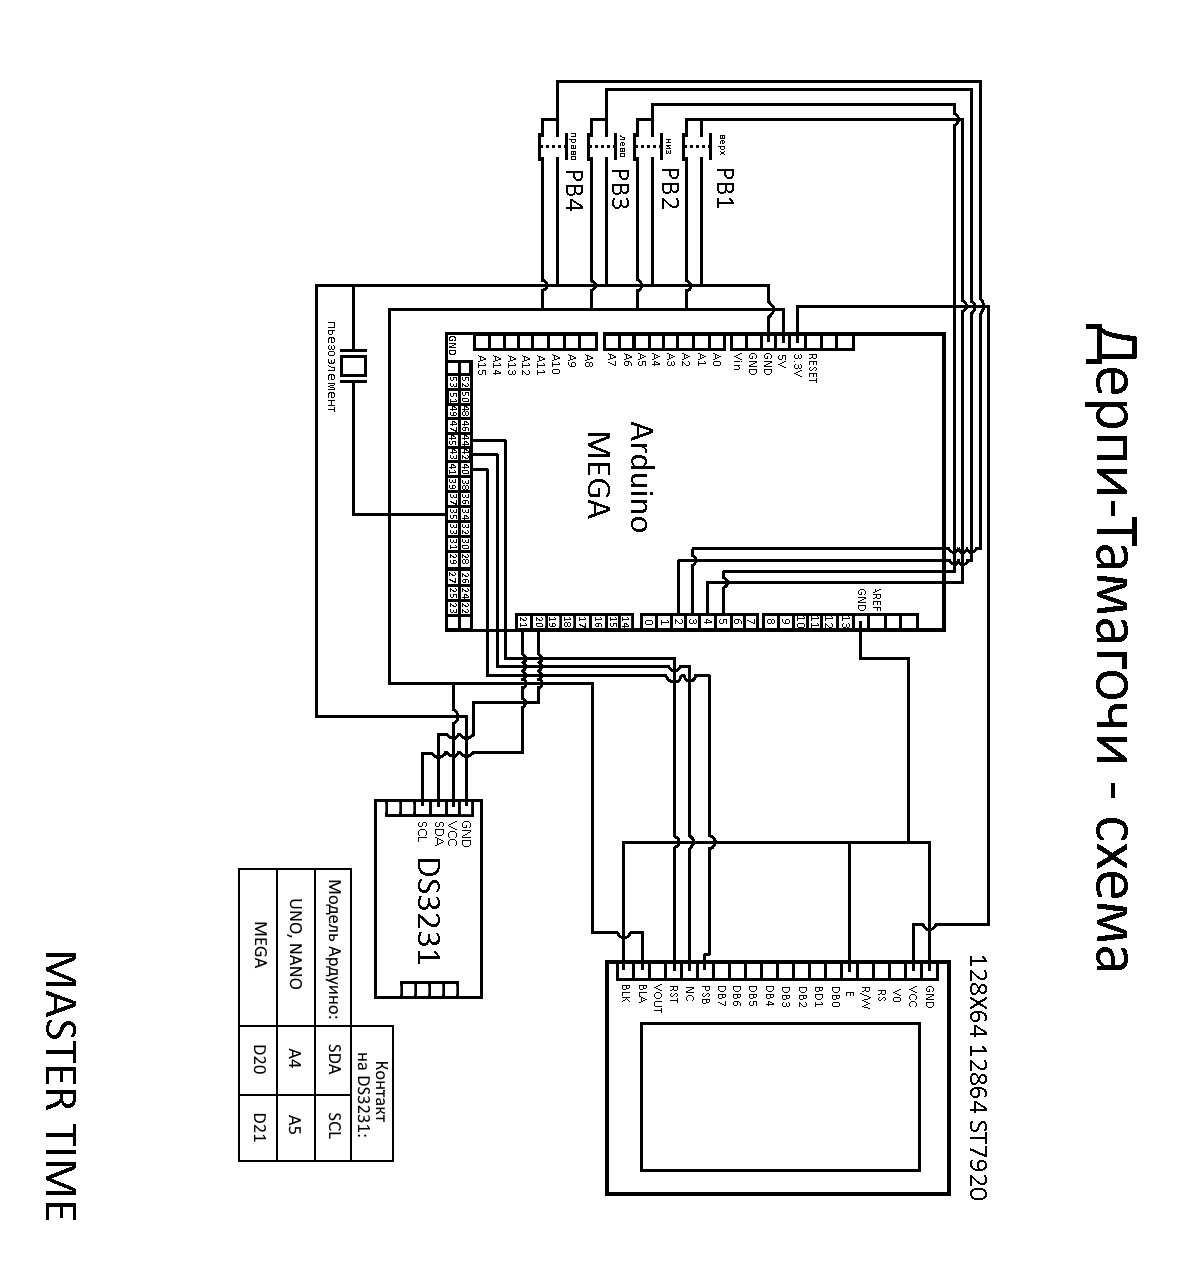 Дерпи-Тамагочи - схема
128X64 12864 ST7920
верх
PB1
низ
PB2
лево
PB3
право
PB4
пьезоэлемент
Arduino
MEGA
RESET
3.3V
5V
GND
GND
Vin
A0
A1
A2
A3
A4
A5
A6
A7
A8
A9
A10
A11
A12
A13
A14
A15
GND
52 50 48 46 44 42 40 38 36 34 32 30 28 26 24 22
53 51 49 47 45 43 41 39 37 35 33 31 29 27 25 23
AREF
GND
13
12
11
10
9
8
7
6
5
4
3
2
1
0
14
15
16
17
18
19
20
21
GND
VCC
V0
RS
R/W
E
DB0
BD1
DB2
DB3
DB4
DB5
DB6
DB7
PSB
NC
RST
VOUT
BLA
BLK
GND
VCC
SDA
SCL
DS3231
Контакт
на DS3231:
Модель Ардуино: SDA SCL
UNO, NANO A4 A5
MEGA D20 D21
MASTER TIME